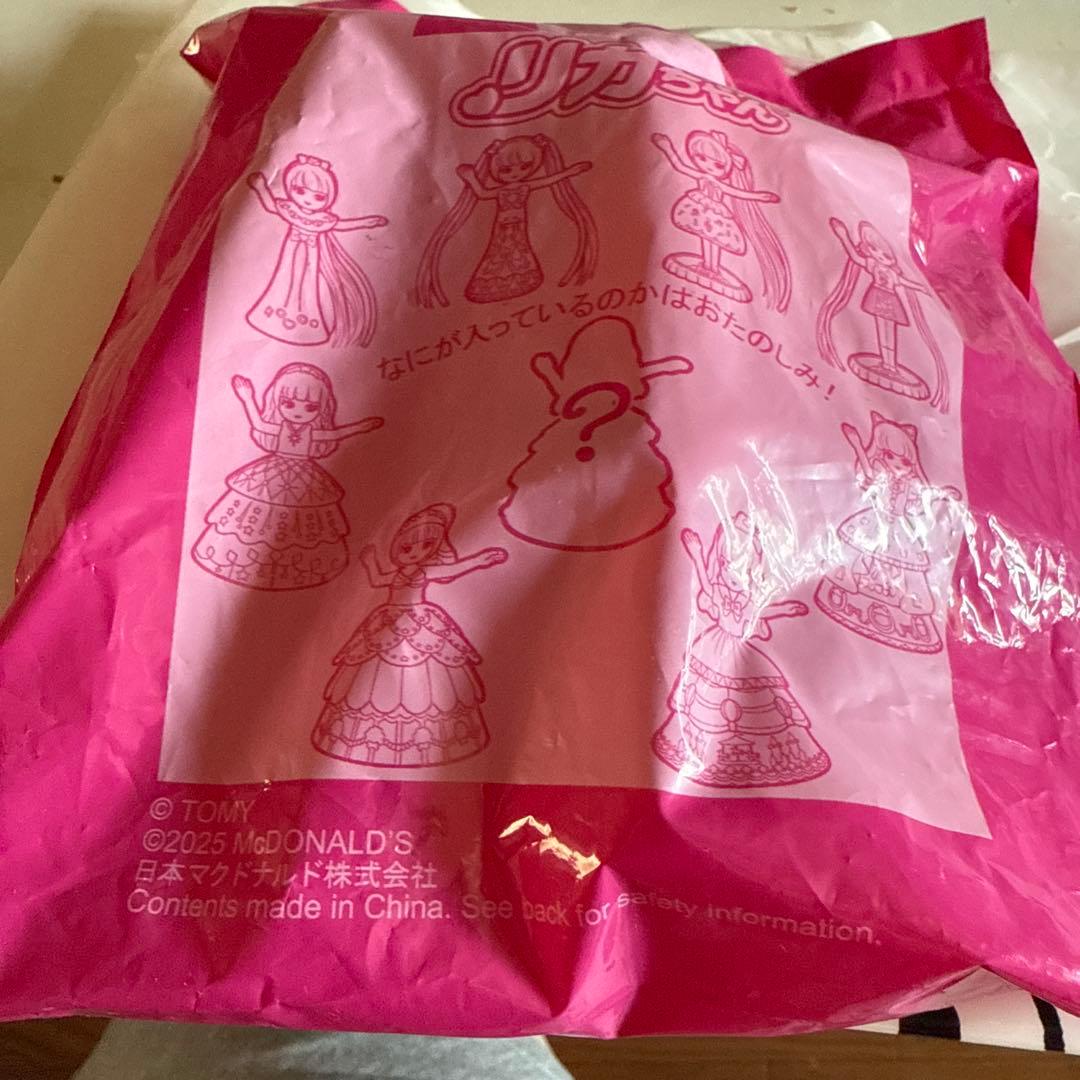 リカちゃん
なにが入っているのかはおたのしみ!
?
© TOMY
©2025 McDONALD'S
日本マクドナルド株式会社
Contents made in China. See back for safety information.